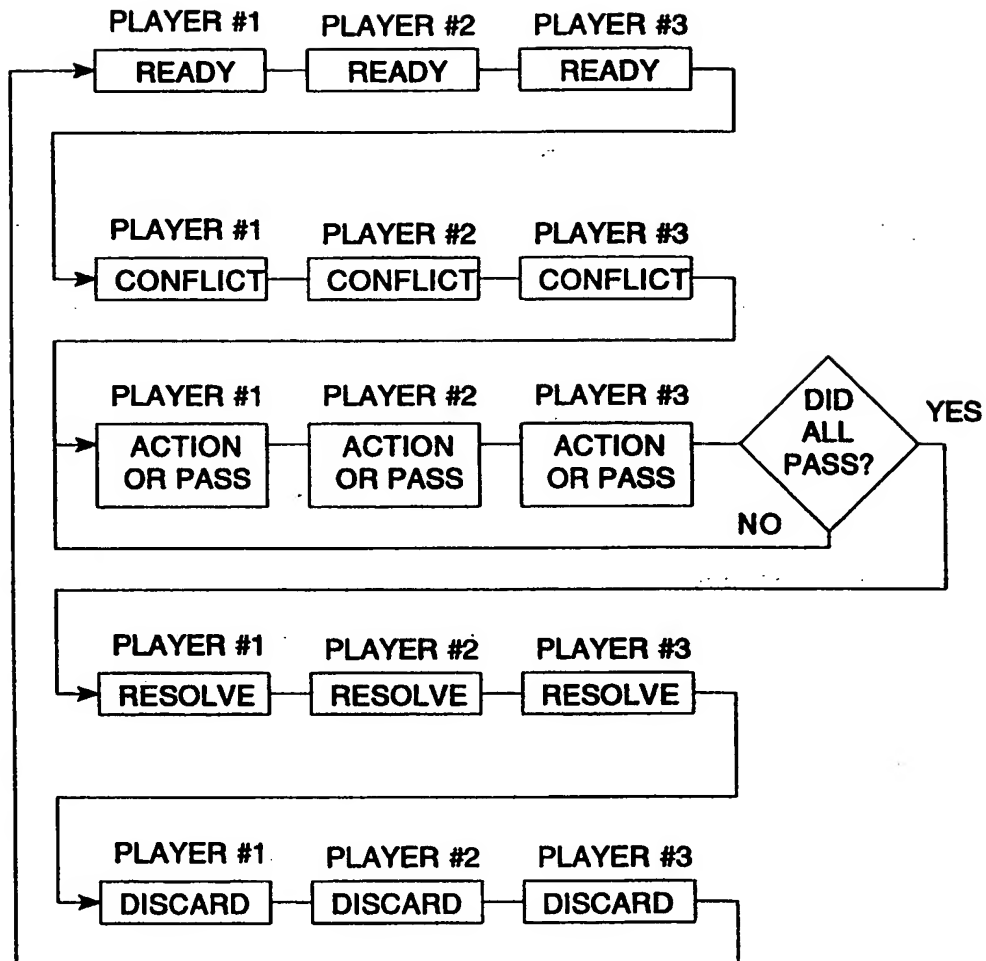 PLAYER #1 PLAYER #2 PLAYER #3
READY READY READY
PLAYER #1 PLAYER #2 PLAYER #3
CONFLICT CONFLICT CONFLICT
PLAYER #1 PLAYER #2 PLAYER #3
ACTION
OR PASS
ACTION
OR PASS
ACTION
OR PASS
DID
ALL
PASS?
YES
NO
PLAYER #1 PLAYER #2 PLAYER #3
RESOLVE RESOLVE RESOLVE
PLAYER #1 PLAYER #2 PLAYER #3
DISCARD DISCARD DISCARD